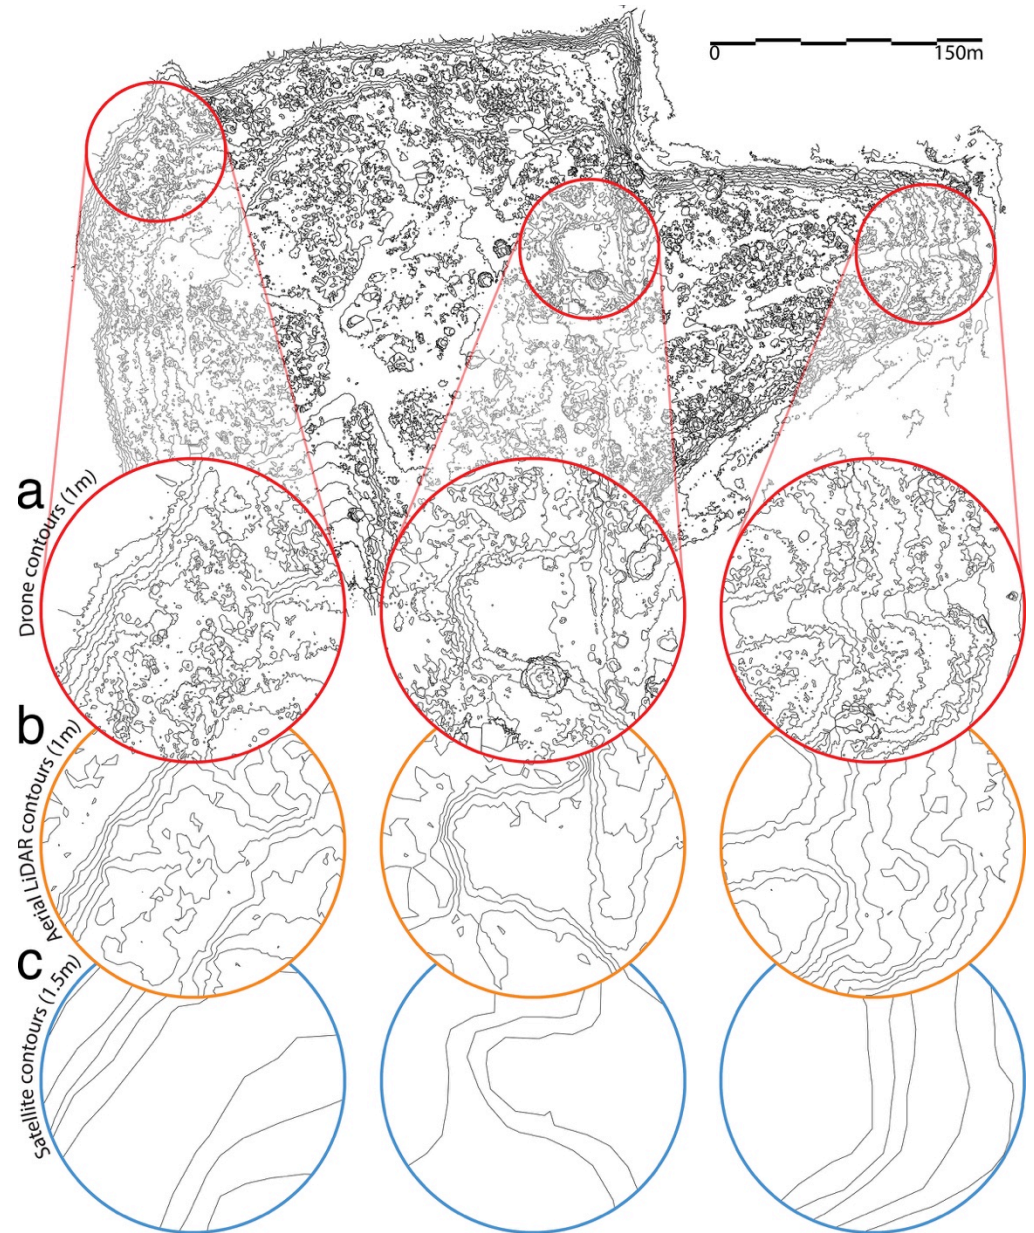 0 150m
a
Drone contours (1m)
b
Aerial LiDAR contours (1m)
c
Satellite contours (1.5m)